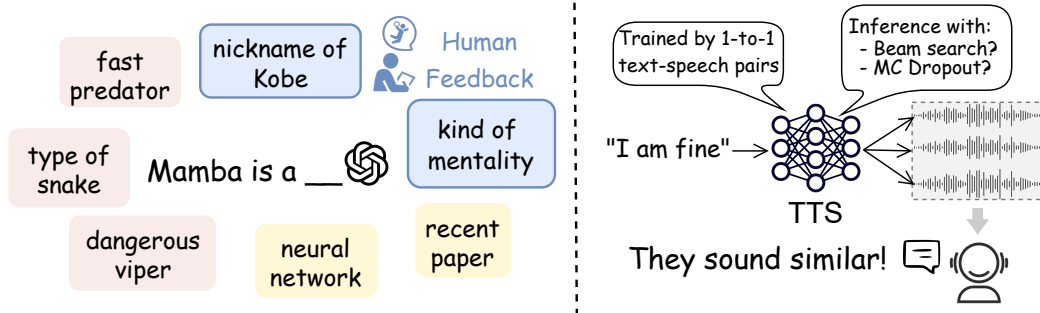 fast
predator
nickname of
Kobe
Human
Feedback
type of
snake
Mamba is a __
kind of
mentality
dangerous
viper
neural
network
recent
paper
Trained by 1-to-1
text-speech pairs
Inference with:
- Beam search?
- MC Dropout?
"I am fine"
TTS
They sound similar!